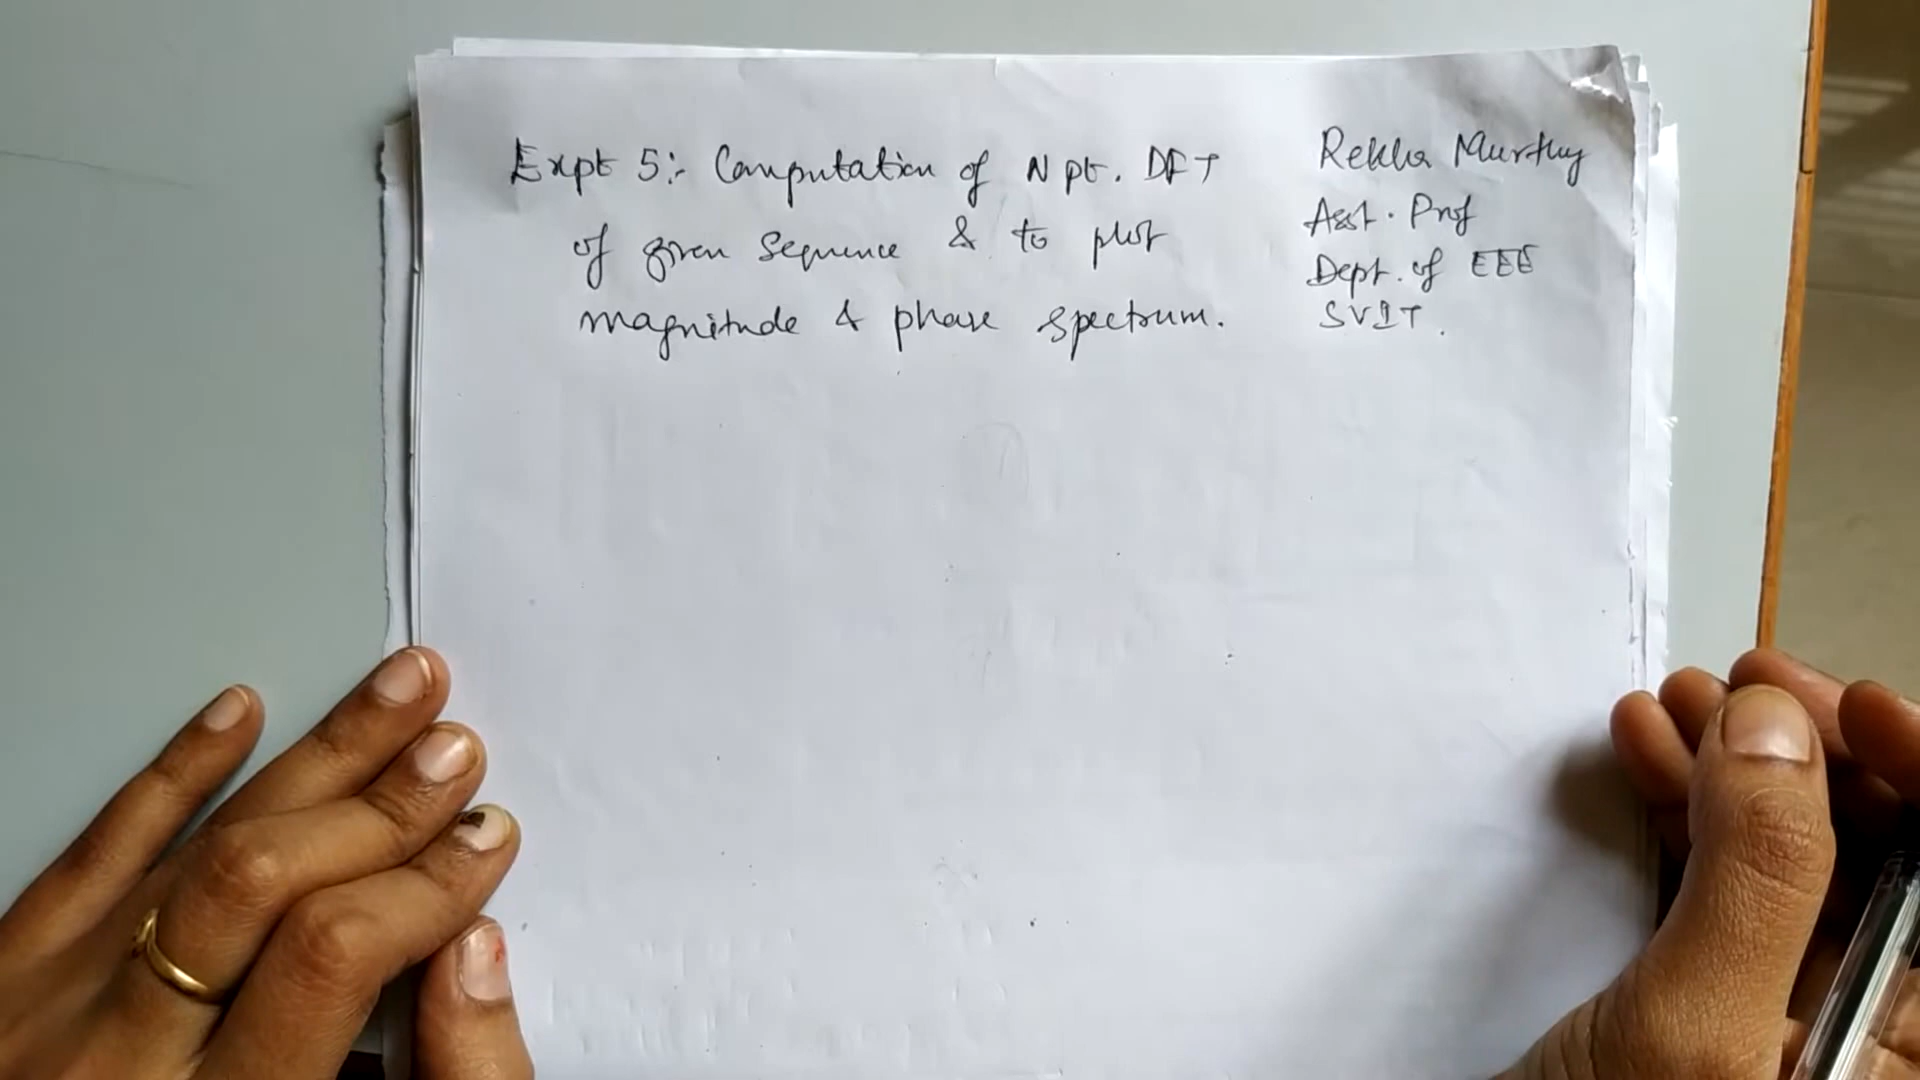 Expt 5:- Computation of N pt. DFT
of given sequence & to plot
magnitude & phase spectrum.
Rekha Murthy
Asst. Prof
Dept. of EEE
SVIT.